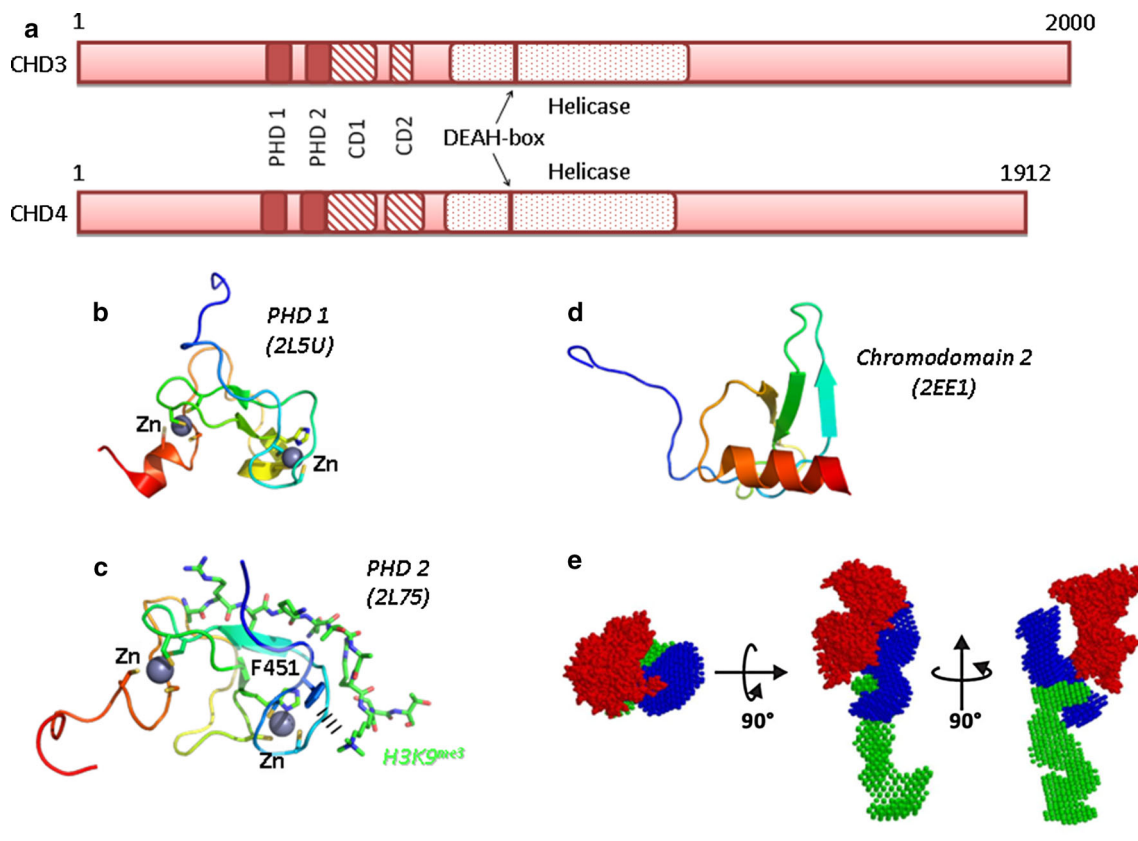 a
1
2000
CHD3
PHD 1
PHD 2
CD1
CD2
Helicase
DEAH-box
Helicase
1
1912
CHD4
b
PHD 1
(2L5U)
Zn
Zn
d
Chromodomain 2
(2EE1)
c
PHD 2
(2L75)
Zn
F451
Zn
H3K9me3
e
90°
90°